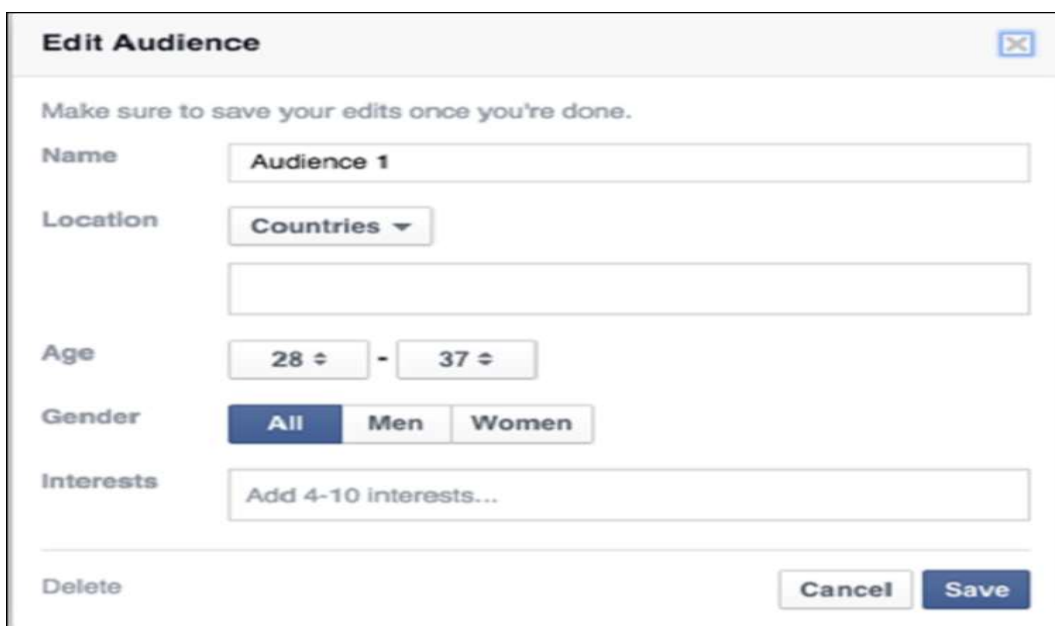 Edit Audience
Make sure to save your edits once you're done.
Name Audience 1
Location Countries
Age 28 - 37
Gender All Men Women
Interests Add 4-10 interests...
Delete Cancel Save